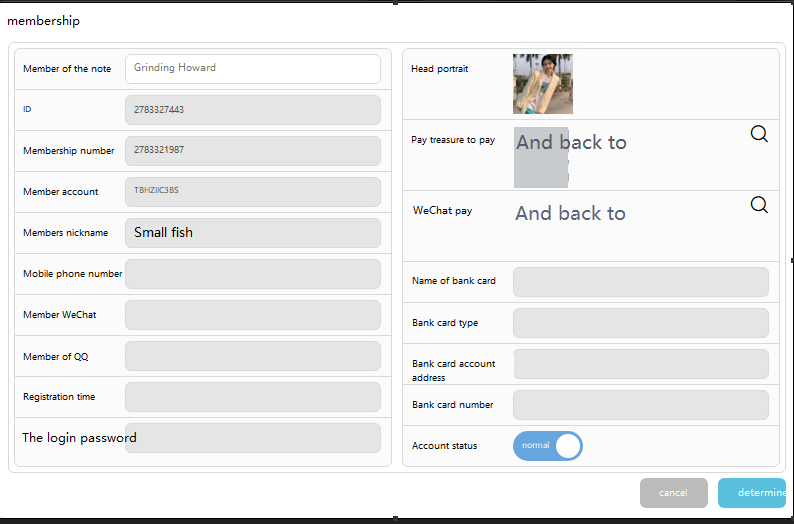 membership
Member of the note
Grinding Howard
ID
2783327443
Membership number
2783321987
Member account
TBHZIIC3BS
Members nickname
Small fish
Mobile phone number
Member WeChat
Member of QQ
Registration time
The login password
Head portrait
Pay treasure to pay
And back to
WeChat pay
And back to
Name of bank card
Bank card type
Bank card account
address
Bank card number
Account status
normal
cancel
determine